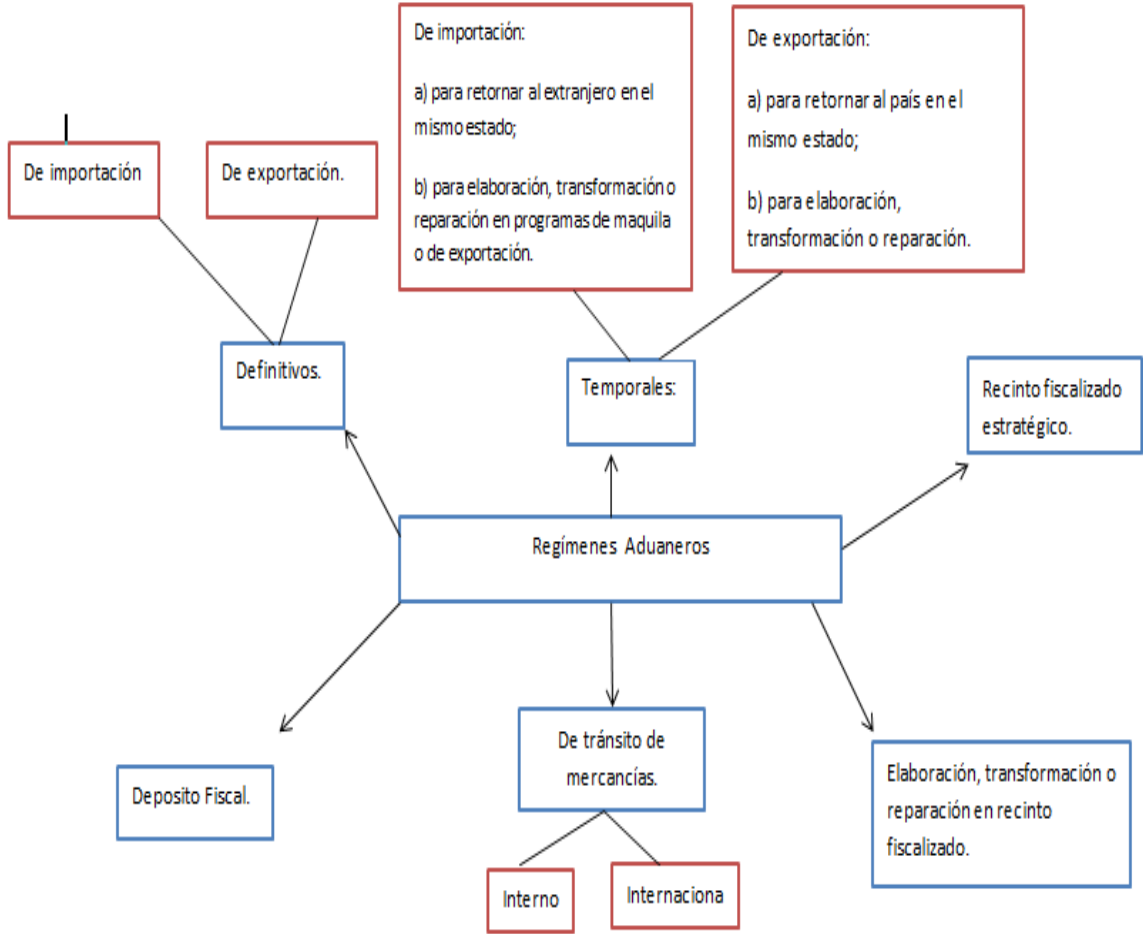 De importación:
a) para retornar al extranjero en el
mismo estado;
b) para elaboración, transformación o
reparación en programas de maquila
o de exportación.
De exportación:
a) para retornar al país en el
mismo estado;
b) para elaboración,
transformación o reparación.
De importación
De exportación.
Definitivos.
Temporales:
Recinto fiscalizado
estratégico.
Regímenes Aduaneros
Deposito Fiscal.
De tránsito de
mercancías.
Elaboración, transformación o
reparación en recinto
fiscalizado.
Interno
Internaciona